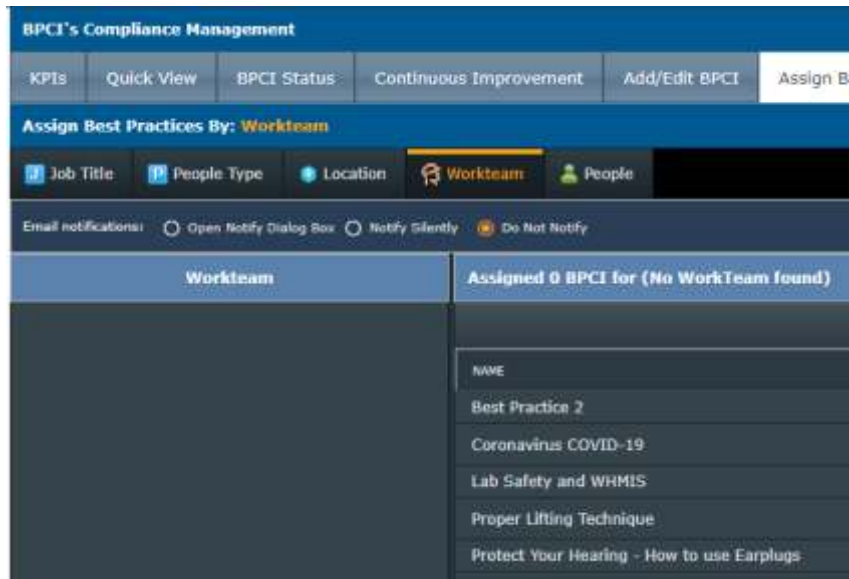 BPCI's Compliance Management
KPIs Quick View BPCI Status Continuous Improvement Add/Edit BPCI Assign B
Assign Best Practices By: Workteam
J Job Title P People Type Location Workteam People
Email notifications: Open Notify Dialog Box Notify Silently Do Not Notify
Workteam Assigned 0 BPCI for (No WorkTeam found)
NAME
Best Practice 2
Coronavirus COVID-19
Lab Safety and WHMIS
Proper Lifting Technique
Protect Your Hearing - How to use Earplugs